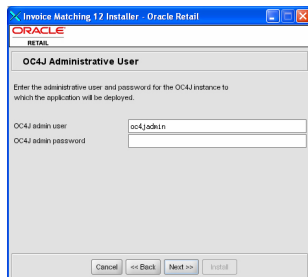 Invoice Matching 12 Installer - Oracle Retail
ORACLE
RETAIL
OC4J Administrative User
Enter the administrative user and password for the OC4J instance to
which the application will be deployed.
OC4J admin user
oc4jadmin
OC4J admin password
Cancel
<< Back
Next >>
Install